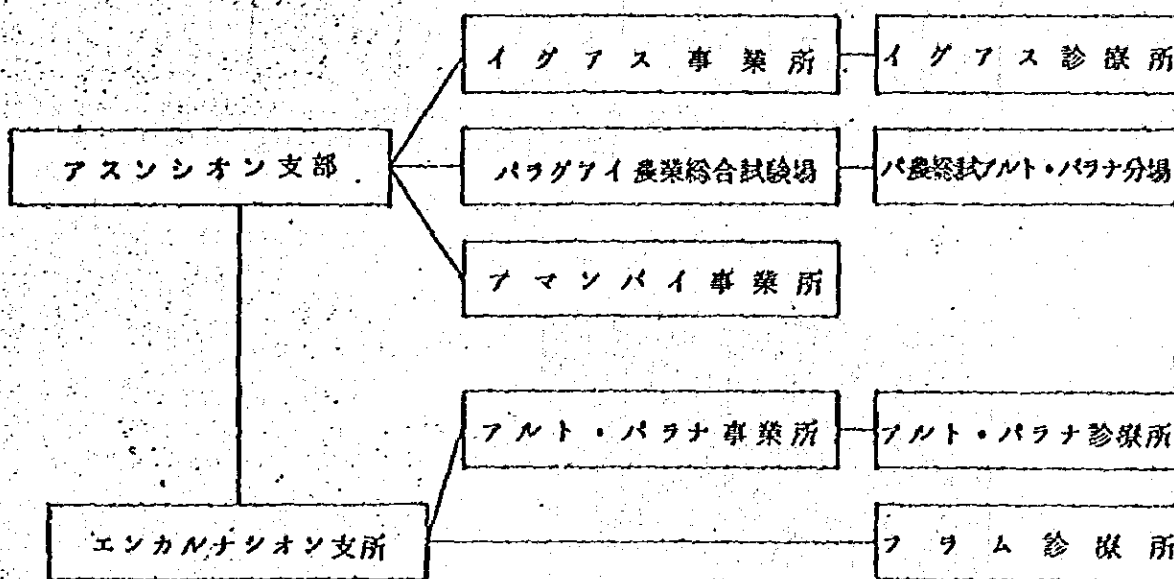 イグアス事業所
イグアス診療所
アスンシオン支部
パラグアイ農業総合試験場
パ農総試アルト・パラナ分場
アマンバイ事業所
アルト・パラナ事業所
アルト・パラナ診療所
エンカルナシオン支所
フラム診療所